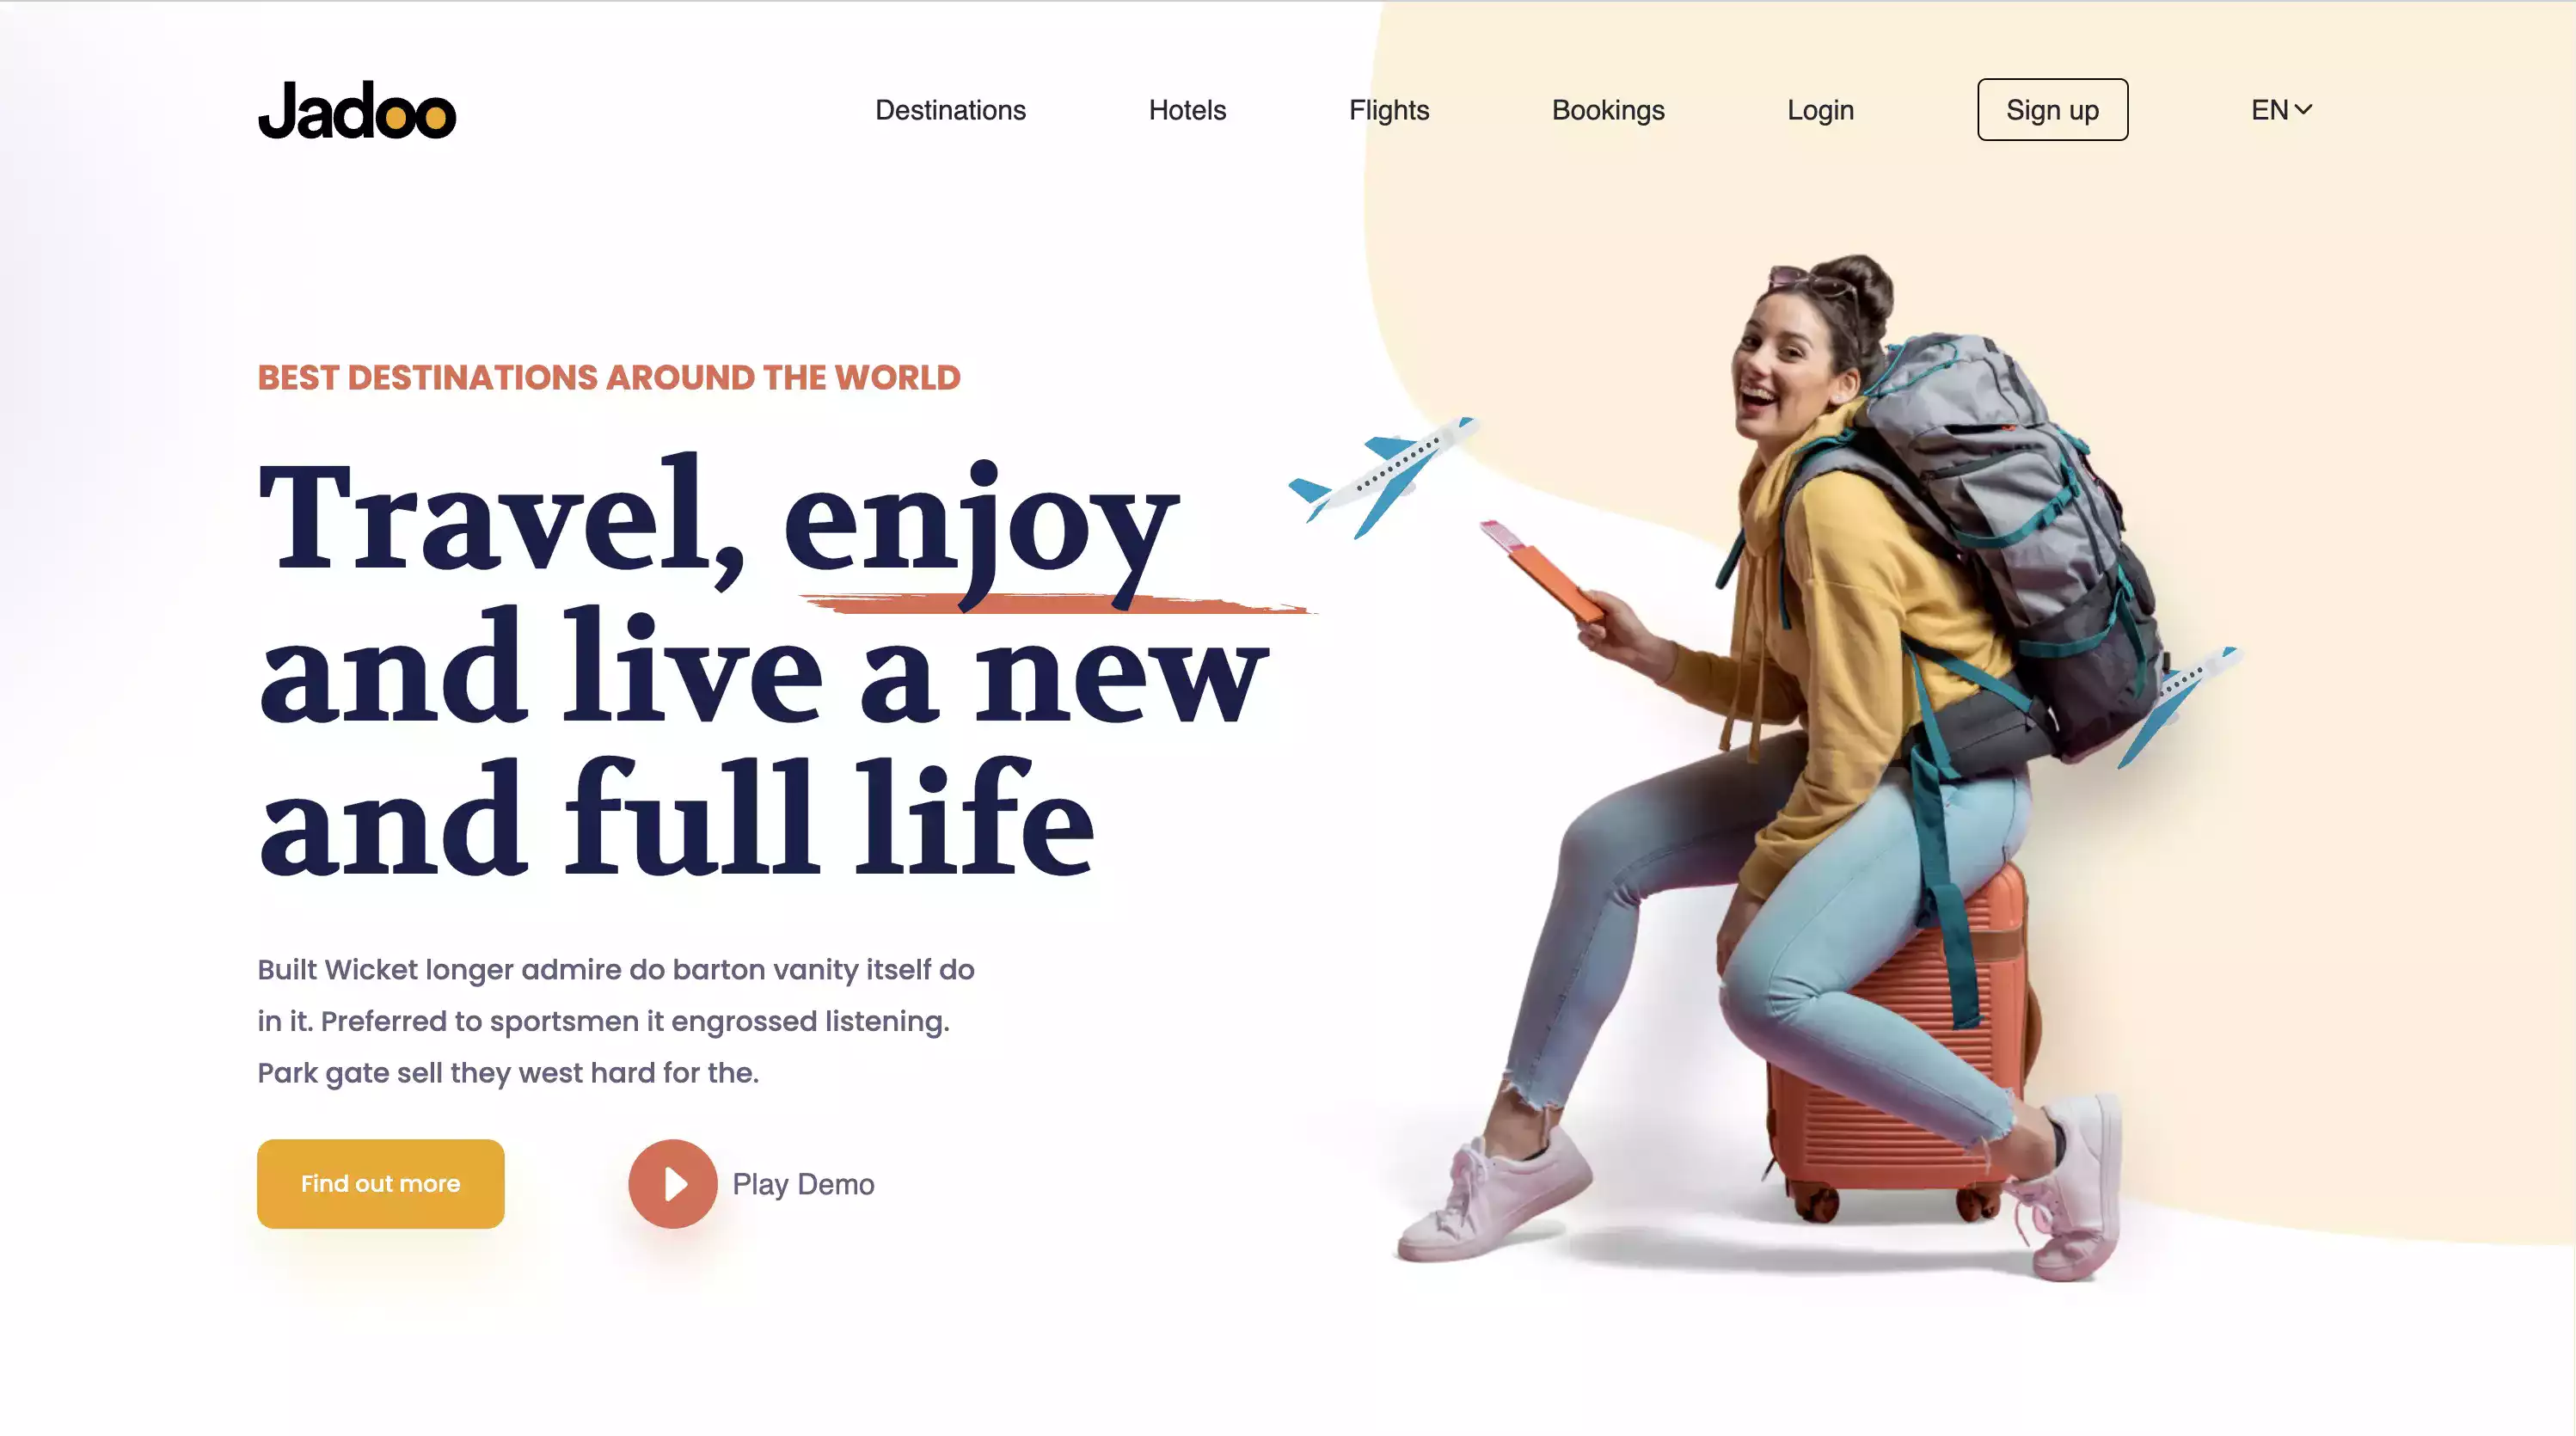 Jadoo
Destinations Hotels Flights Bookings Login Sign up EN
BEST DESTINATIONS AROUND THE WORLD
Travel, enjoy
and live a new
and full life
Built Wicket longer admire do barton vanity itself do
in it. Preferred to sportsmen it engrossed listening.
Park gate sell they west hard for the.
Find out more
Play Demo